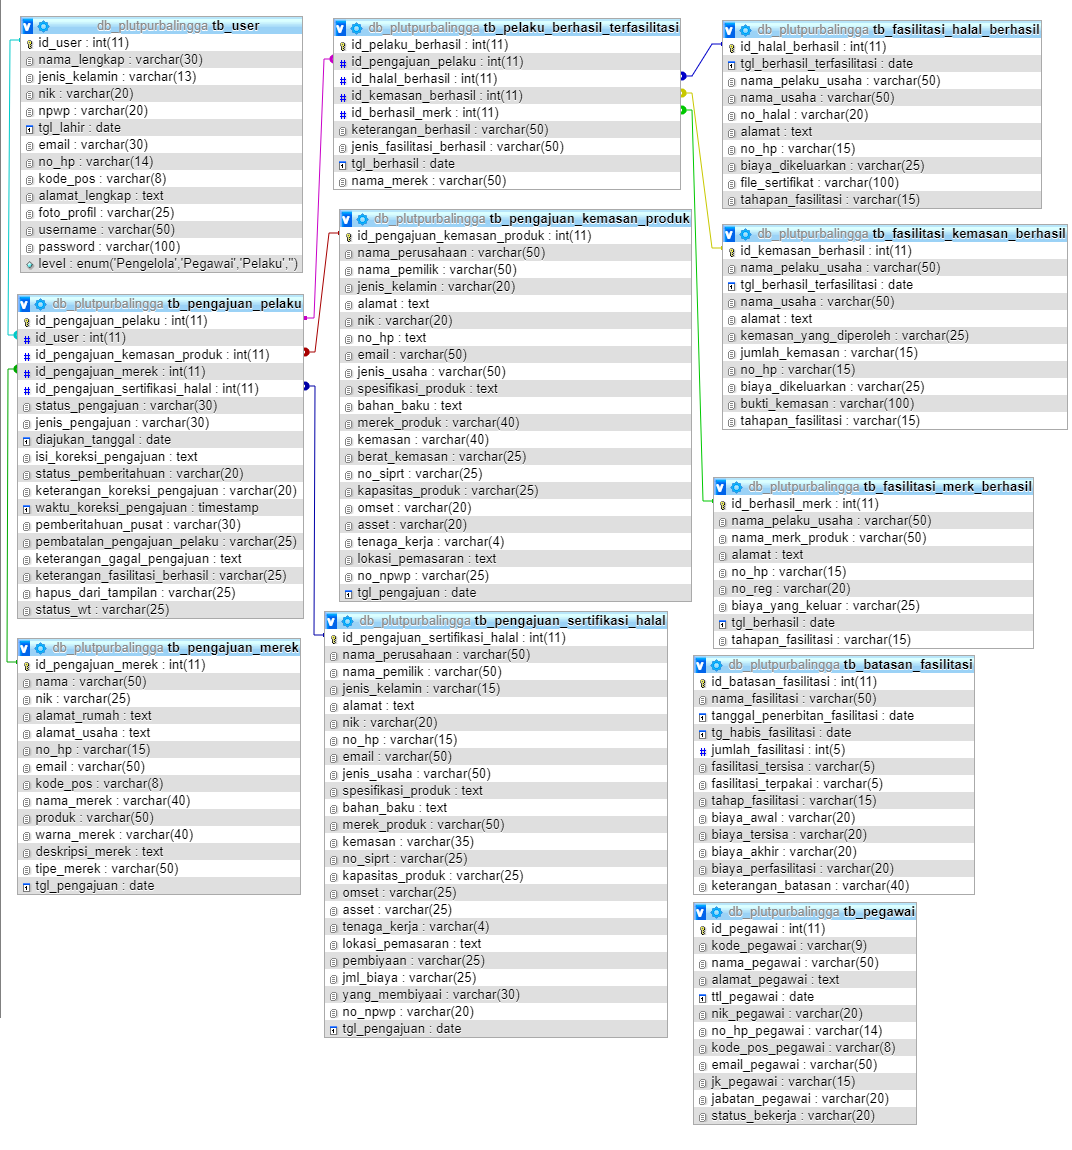 db_plutpurbalingga tb_user
id_user : int(11)
nama_lengkap : varchar(30)
jenis_kelamin : varchar(13)
nik : varchar(20)
npwp : varchar(20)
tgl_lahir : date
email : varchar(30)
no_hp : varchar(14)
kode_pos : varchar(8)
alamat_lengkap : text
foto_profil : varchar(25)
username : varchar(50)
password : varchar(100)
level : enum('Pengelola','Pegawai','Pelaku','')
db_plutpurbalingga tb_pengajuan_pelaku
id_pengajuan_pelaku : int(11)
id_user : int(11)
id_pengajuan_kemasan_produk : int(11)
id_pengajuan_merek : int(11)
id_pengajuan_sertifikasi_halal : int(11)
status_pengajuan : varchar(30)
jenis_pengajuan : varchar(30)
diajukan_tanggal : date
isi_koreksi_pengajuan : text
status_pemberitahuan : varchar(20)
keterangan_koreksi_pengajuan : varchar(20)
waktu_koreksi_pengajuan : timestamp
pemberitahuan_pusat : varchar(30)
pembatalan_pengajuan_pelaku : varchar(25)
keterangan_gagal_pengajuan : text
keterangan_fasilitasi_berhasil : varchar(25)
hapus_dari_tampilan : varchar(25)
status_wt : varchar(25)
db_plutpurbalingga tb_pengajuan_merek
id_pengajuan_merek : int(11)
nama : varchar(50)
nik : varchar(25)
alamat_rumah : text
alamat_usaha : text
no_hp : varchar(15)
email : varchar(50)
kode_pos : varchar(8)
nama_merek : varchar(40)
produk : varchar(50)
warna_merek : varchar(40)
deskripsi_merek : text
tipe_merek : varchar(50)
tgl_pengajuan : date
db_plutpurbalingga tb_pelaku_berhasil_terfasilitasi
id_pelaku_berhasil : int(11)
id_pengajuan_pelaku : int(11)
id_halal_berhasil : int(11)
id_kemasan_berhasil : int(11)
id_berhasil_merk : int(11)
keterangan_berhasil : varchar(50)
jenis_fasilitasi_berhasil : varchar(50)
tgl_berhasil : date
nama_merek : varchar(50)
db_plutpurbalingga tb_pengajuan_kemasan_produk
id_pengajuan_kemasan_produk : int(11)
nama_perusahaan : varchar(50)
nama_pemilik : varchar(50)
jenis_kelamin : varchar(20)
alamat : text
nik : varchar(20)
no_hp : text
email : varchar(50)
jenis_usaha : varchar(50)
spesifikasi_produk : text
bahan_baku : text
merek_produk : varchar(40)
kemasan : varchar(40)
berat_kemasan : varchar(25)
no_siprt : varchar(25)
kapasitas_produk : varchar(25)
omset : varchar(20)
asset : varchar(20)
tenaga_kerja : varchar(4)
lokasi_pemasaran : text
no_npwp : varchar(25)
tgl_pengajuan : date
db_plutpurbalingga tb_pengajuan_sertifikasi_halal
id_pengajuan_sertifikasi_halal : int(11)
nama_perusahaan : varchar(50)
nama_pemilik : varchar(50)
jenis_kelamin : varchar(15)
alamat : text
nik : varchar(20)
no_hp : varchar(15)
email : varchar(50)
jenis_usaha : varchar(50)
spesifikasi_produk : text
bahan_baku : text
merek_produk : varchar(50)
kemasan : varchar(35)
no_siprt : varchar(25)
kapasitas_produk : varchar(25)
omset : varchar(25)
asset : varchar(25)
tenaga_kerja : varchar(4)
lokasi_pemasaran : text
pembiyaan : varchar(25)
jml_biaya : varchar(25)
yang_membiyaai : varchar(30)
no_npwp : varchar(20)
tgl_pengajuan : date
db_plutpurbalingga tb_fasilitasi_halal_berhasil
id_halal_berhasil : int(11)
tgl_berhasil_terfasilitasi : date
nama_pelaku_usaha : varchar(50)
nama_usaha : varchar(50)
no_halal : varchar(20)
alamat : text
no_hp : varchar(15)
biaya_dikeluarkan : varchar(25)
file_sertifikat : varchar(100)
tahapan_fasilitasi : varchar(15)
db_plutpurbalingga tb_fasilitasi_kemasan_berhasil
id_kemasan_berhasil : int(11)
nama_pelaku_usaha : varchar(50)
tgl_berhasil_terfasilitasi : date
nama_usaha : varchar(50)
alamat : text
kemasan_yang_diperoleh : varchar(25)
jumlah_kemasan : varchar(15)
no_hp : varchar(15)
biaya_dikeluarkan : varchar(25)
bukti_kemasan : varchar(100)
tahapan_fasilitasi : varchar(15)
db_plutpurbalingga tb_fasilitasi_merk_berhasil
id_berhasil_merk : int(11)
nama_pelaku_usaha : varchar(50)
nama_merk_produk : varchar(50)
alamat : text
no_hp : varchar(15)
no_reg : varchar(20)
biaya_yang_keluar : varchar(25)
tgl_berhasil : date
tahapan_fasilitasi : varchar(15)
db_plutpurbalingga tb_batasan_fasilitasi
id_batasan_fasilitasi : int(11)
nama_fasilitasi : varchar(50)
tanggal_penerbitan_fasilitasi : date
tg_habis_fasilitasi : date
jumlah_fasilitasi : int(5)
fasilitasi_tersisa : varchar(5)
fasilitasi_terpakai : varchar(5)
tahap_fasilitasi : varchar(15)
biaya_awal : varchar(20)
biaya_tersisa : varchar(20)
biaya_akhir : varchar(20)
biaya_perfasilitasi : varchar(20)
keterangan_batasan : varchar(40)
db_plutpurbalingga tb_pegawai
id_pegawai : int(11)
kode_pegawai : varchar(9)
nama_pegawai : varchar(50)
alamat_pegawai : text
ttl_pegawai : date
nik_pegawai : varchar(20)
no_hp_pegawai : varchar(14)
kode_pos_pegawai : varchar(8)
email_pegawai : varchar(50)
jk_pegawai : varchar(15)
jabatan_pegawai : varchar(20)
status_bekerja : varchar(20)